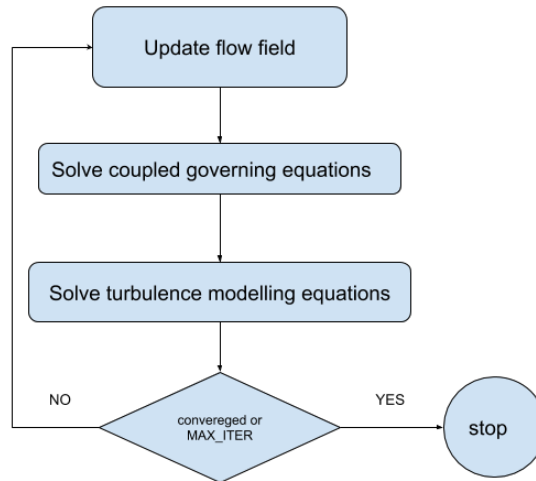 Update flow field
Solve coupled governing equations
Solve turbulence modelling equations
NO
YES
convereged or
MAX_ITER
stop